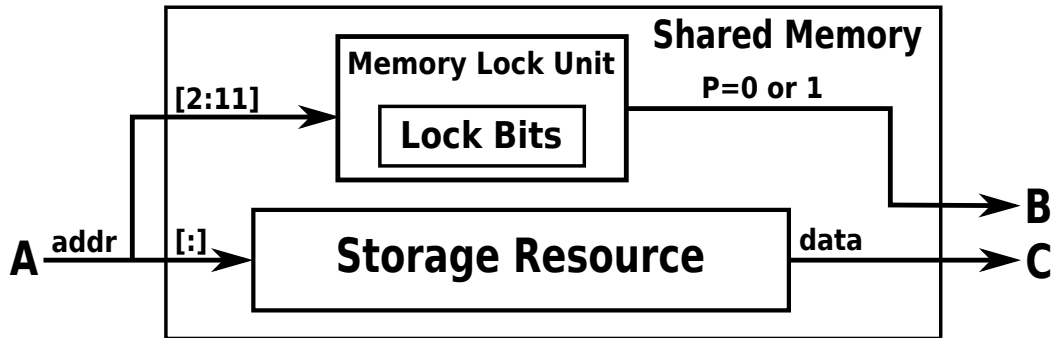 Shared Memory
Memory Lock Unit
[2:11]
P=0 or 1
Lock Bits
B
A
addr
[:]
Storage Resource
data
C